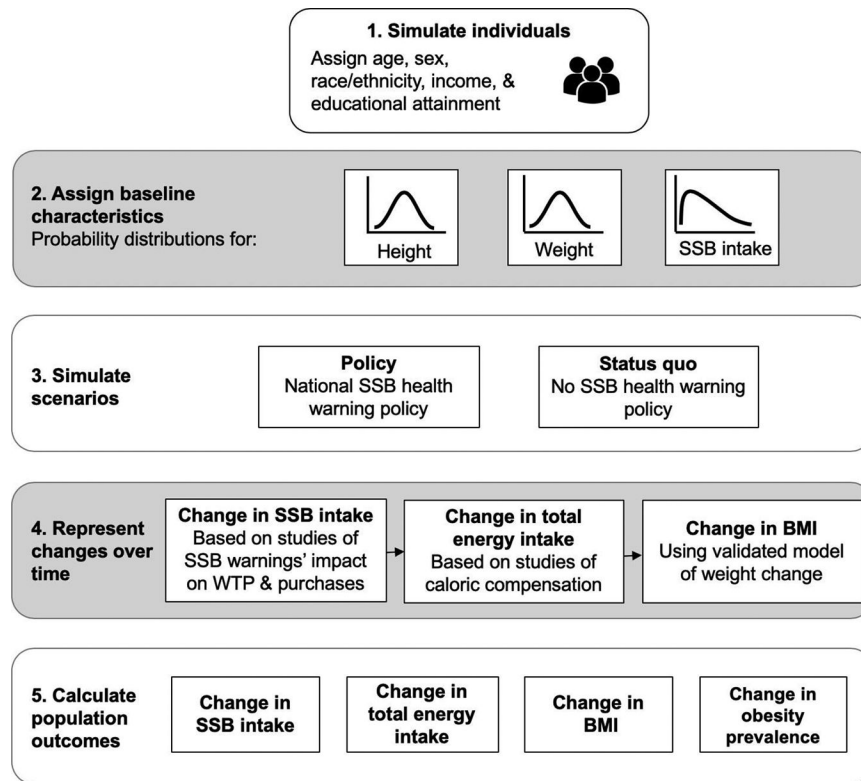 1. Simulate individuals
Assign age, sex,
race/ethnicity, income, &
educational attainment
2. Assign baseline
characteristics
Probability distributions for:
Height
Weight
SSB intake
3. Simulate
scenarios
Policy
National SSB health
warning policy
Status quo
No SSB health warning
policy
4. Represent
changes over
time
Change in SSB intake
Based on studies of
SSB warnings' impact
on WTP & purchases
Change in total
energy intake
Based on studies of
caloric compensation
Change in BMI
Using validated model
of weight change
5. Calculate
population
outcomes
Change in
SSB intake
Change in
total energy
intake
Change in
BMI
Change in
obesity
prevalence